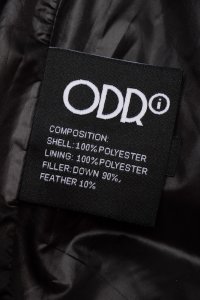 ODRi
COMPOSITION:
SHELL: 100% POLYESTER
LINING: 100% POLYESTER
FILLER: DOWN 90%,
FEATHER 10%